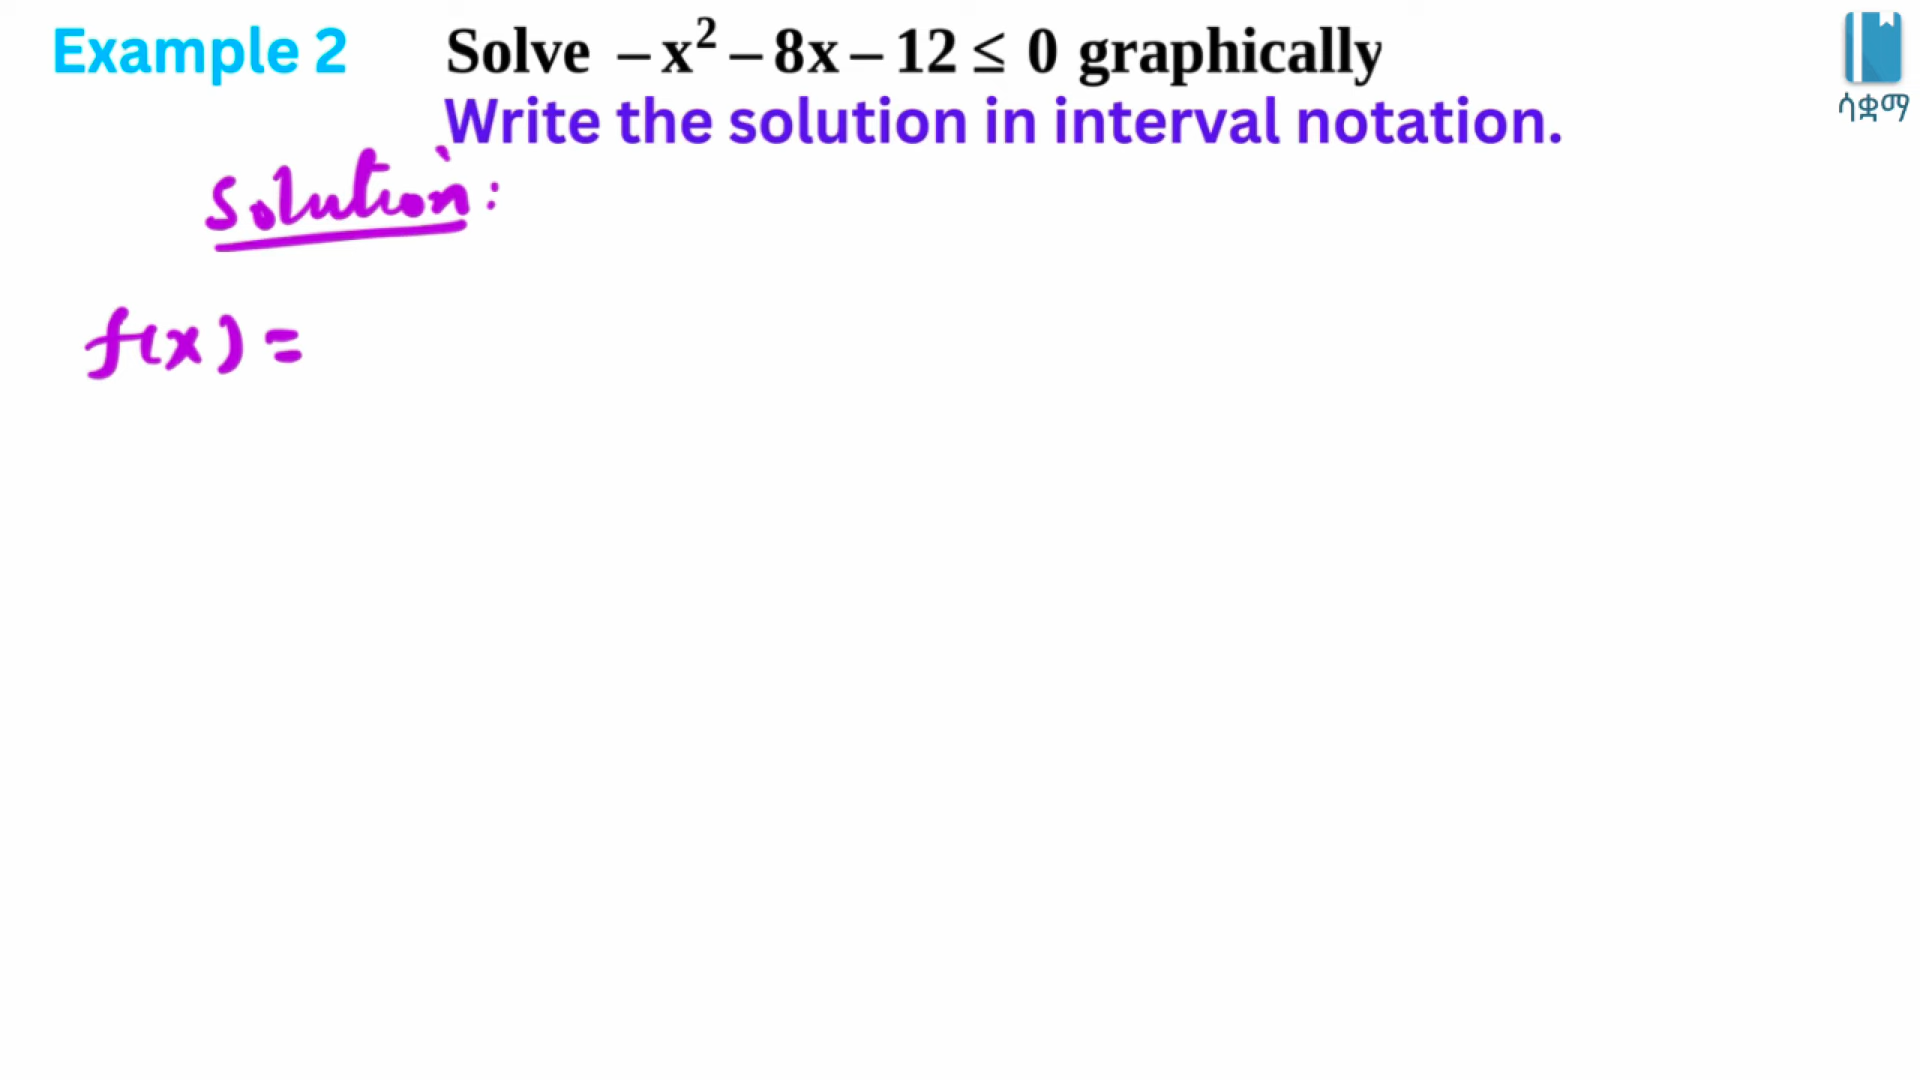 Example 2 Solve – x² – 8x – 12 ≤ 0 graphically
Write the solution in interval notation.
ሳቋማ
Solution:
f(x) =